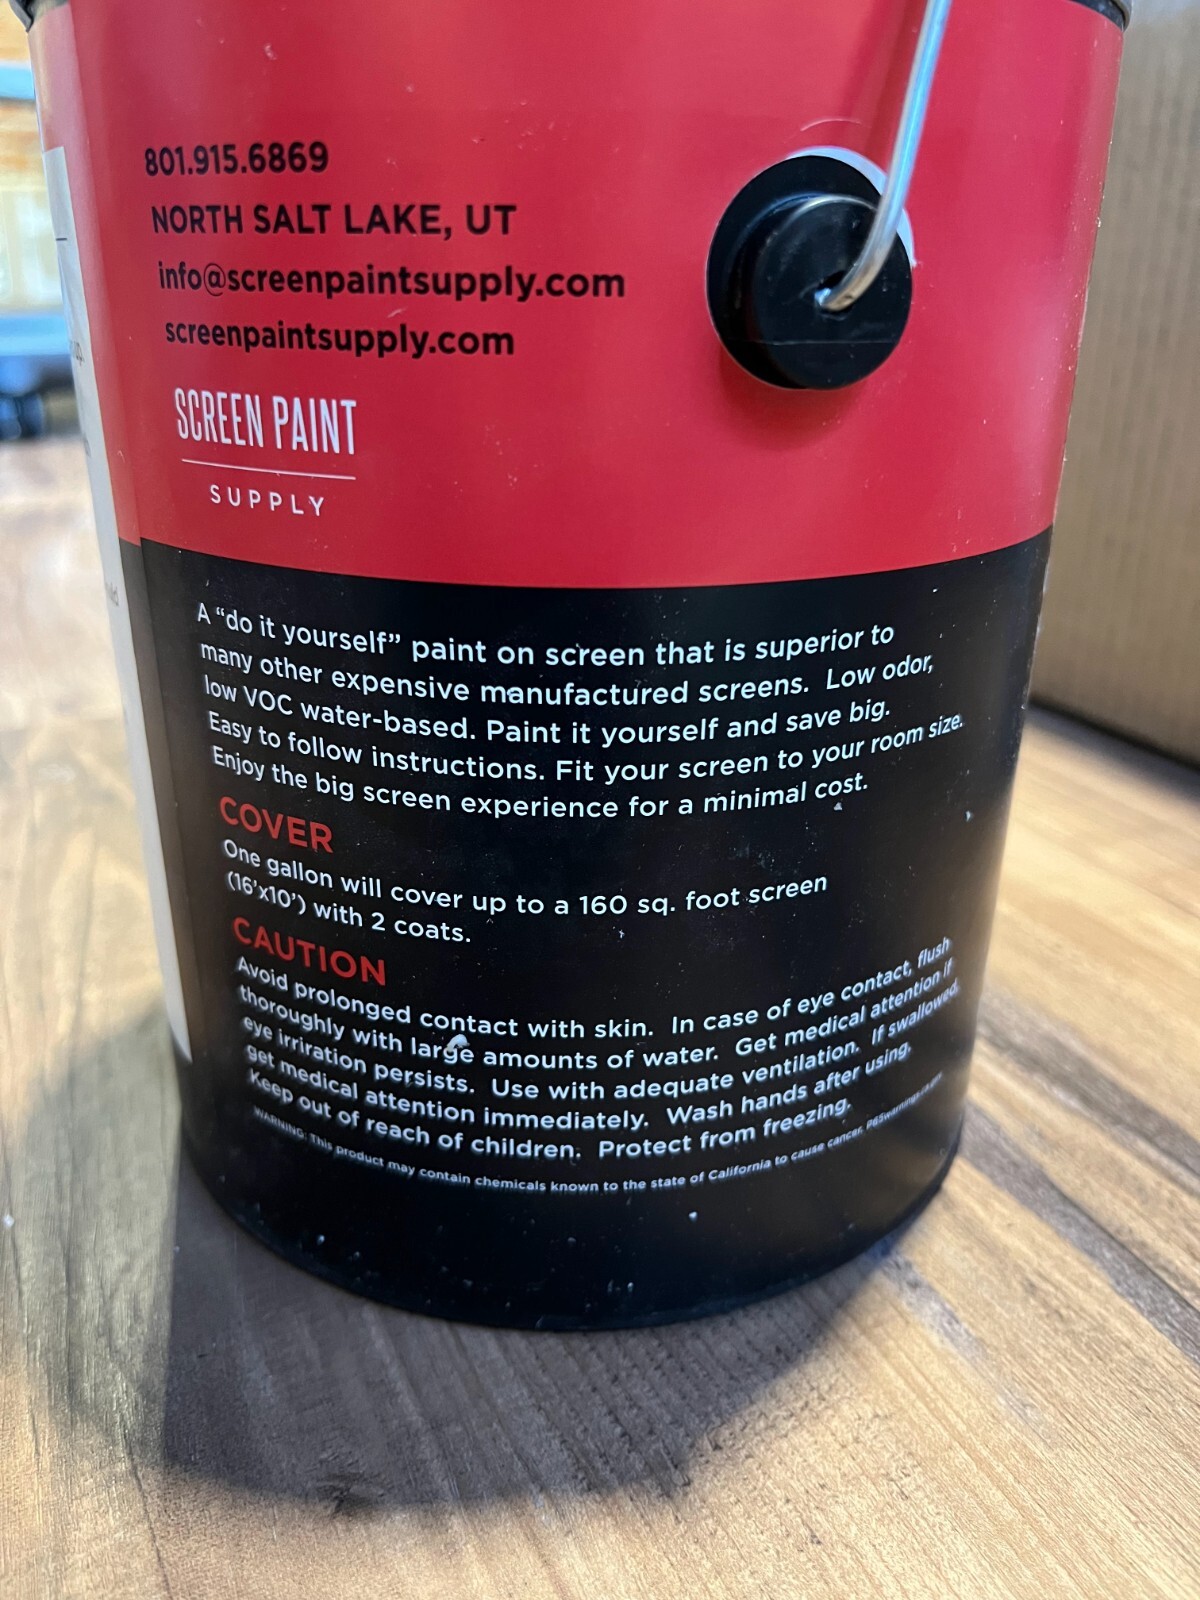 801.915.6869
NORTH SALT LAKE, UT
info@screenpaintsupply.com
screenpaintsupply.com
SCREEN PAINT
SUPPLY
A “do it yourself” paint on screen that is superior to
many other expensive manufactured screens. Low odor,
low VOC water-based. Paint it yourself and save big.
Easy to follow instructions. Fit your screen to your room size.
Enjoy the big screen experience for a minimal cost.
COVER
One gallon will cover up to a 160 sq. foot screen
(16'x10') with 2 coats.
CAUTION
Avoid prolonged contact with skin. In case of eye contact, flush
thoroughly with large amounts of water. Get medical attention if
eye irriration persists. Use with adequate ventilation. If swallowed,
get medical attention immediately. Wash hands after using.
Keep out of reach of children. Protect from freezing.
WARNING: This product may contain chemicals known to the state of California to cause cancer. P65warnings.ca.gov.